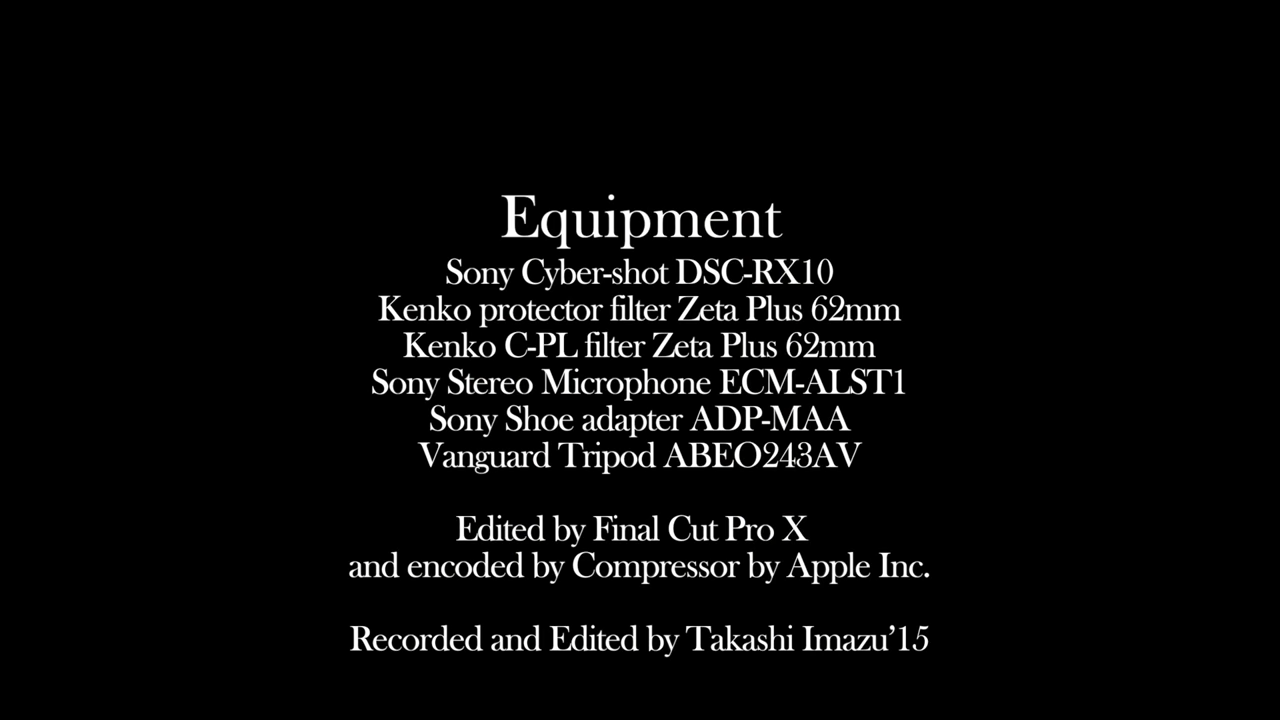 Equipment
Sony Cyber-shot DSC-RX10
Kenko protector filter Zeta Plus 62mm
Kenko C-PL filter Zeta Plus 62mm
Sony Stereo Microphone ECM-ALST1
Sony Shoe adapter ADP-MAA
Vanguard Tripod ABEO243AV
Edited by Final Cut Pro X
and encoded by Compressor by Apple Inc.
Recorded and Edited by Takashi Imazu’15